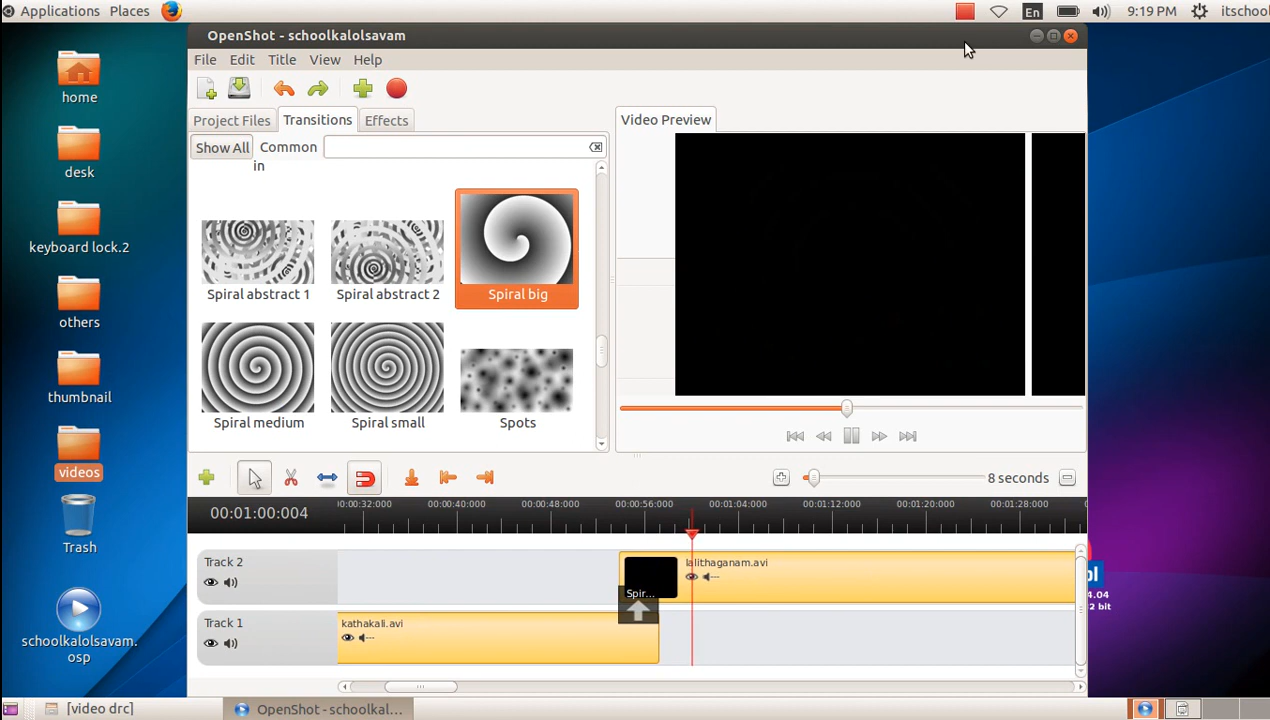 Applications Places En 9:19 PM itschool
OpenShot - schoolkalolsavam
File Edit Title View Help
home
desk
keyboard lock.2
others
thumbnail
videos
Trash
schoolkalolsavam.
osp
Project Files Transitions Effects
Show All Common
in
Spiral abstract 1 Spiral abstract 2 Spiral big
Spiral medium Spiral small Spots
Video Preview
8 seconds
00:01:00:004
00:00:32:000 00:00:40:000 00:00:48:000 00:00:56:000 00:01:04:000 00:01:12:000 00:01:20:000 00:01:28:000
Track 2
lalithaganam.avi
Spir...
Track 1
kathakali.avi
ol
4.04
2 bit
[video drc] OpenShot - schoolkal...